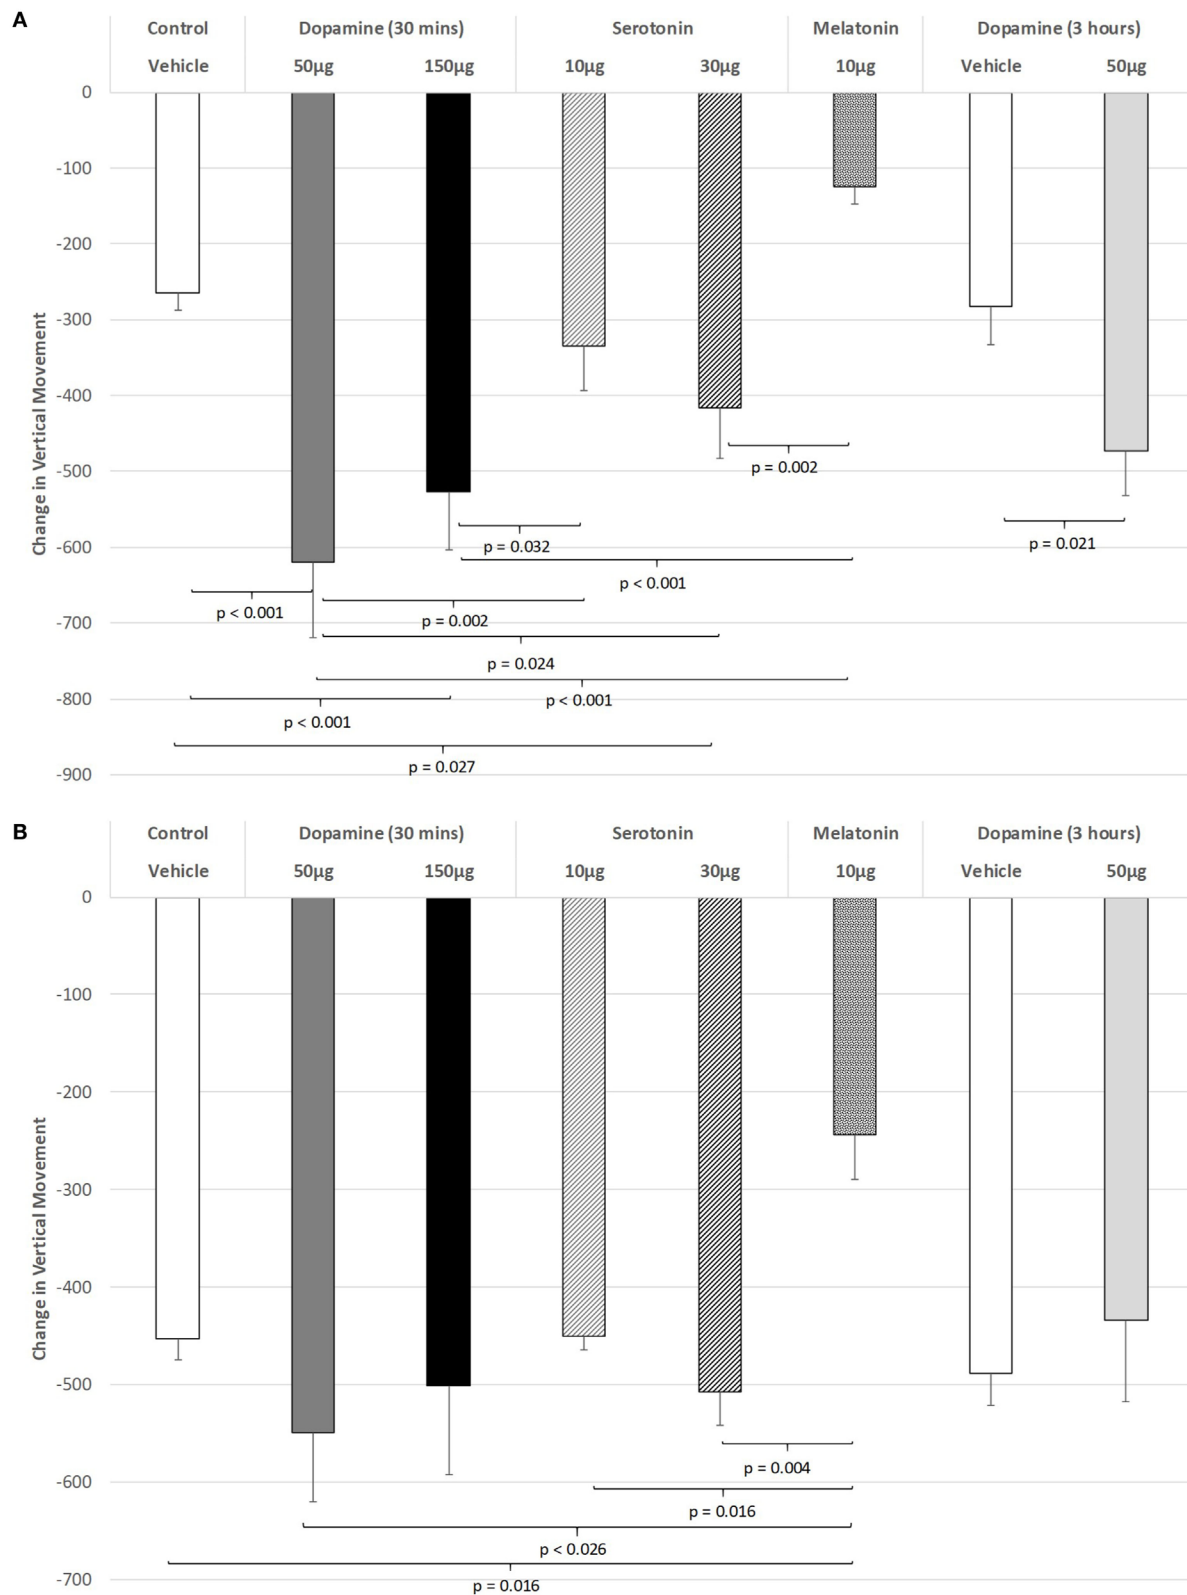 A
Control Dopamine (30 mins) Serotonin Melatonin Dopamine (3 hours)
Vehicle 50µg 150µg 10µg 30µg 10µg Vehicle 50µg
0
-100
-200
-300
-400
-500
-600
-700
-800
-900
Change in Vertical Movement
p = 0.002
p = 0.032
p = 0.021
p < 0.001
p < 0.001
p = 0.002
p = 0.024
p < 0.001
p < 0.001
p = 0.027
B
Control Dopamine (30 mins) Serotonin Melatonin Dopamine (3 hours)
Vehicle 50µg 150µg 10µg 30µg 10µg Vehicle 50µg
0
-100
-200
-300
-400
-500
-600
-700
Change in Vertical Movement
p = 0.004
p = 0.016
p < 0.026
p = 0.016